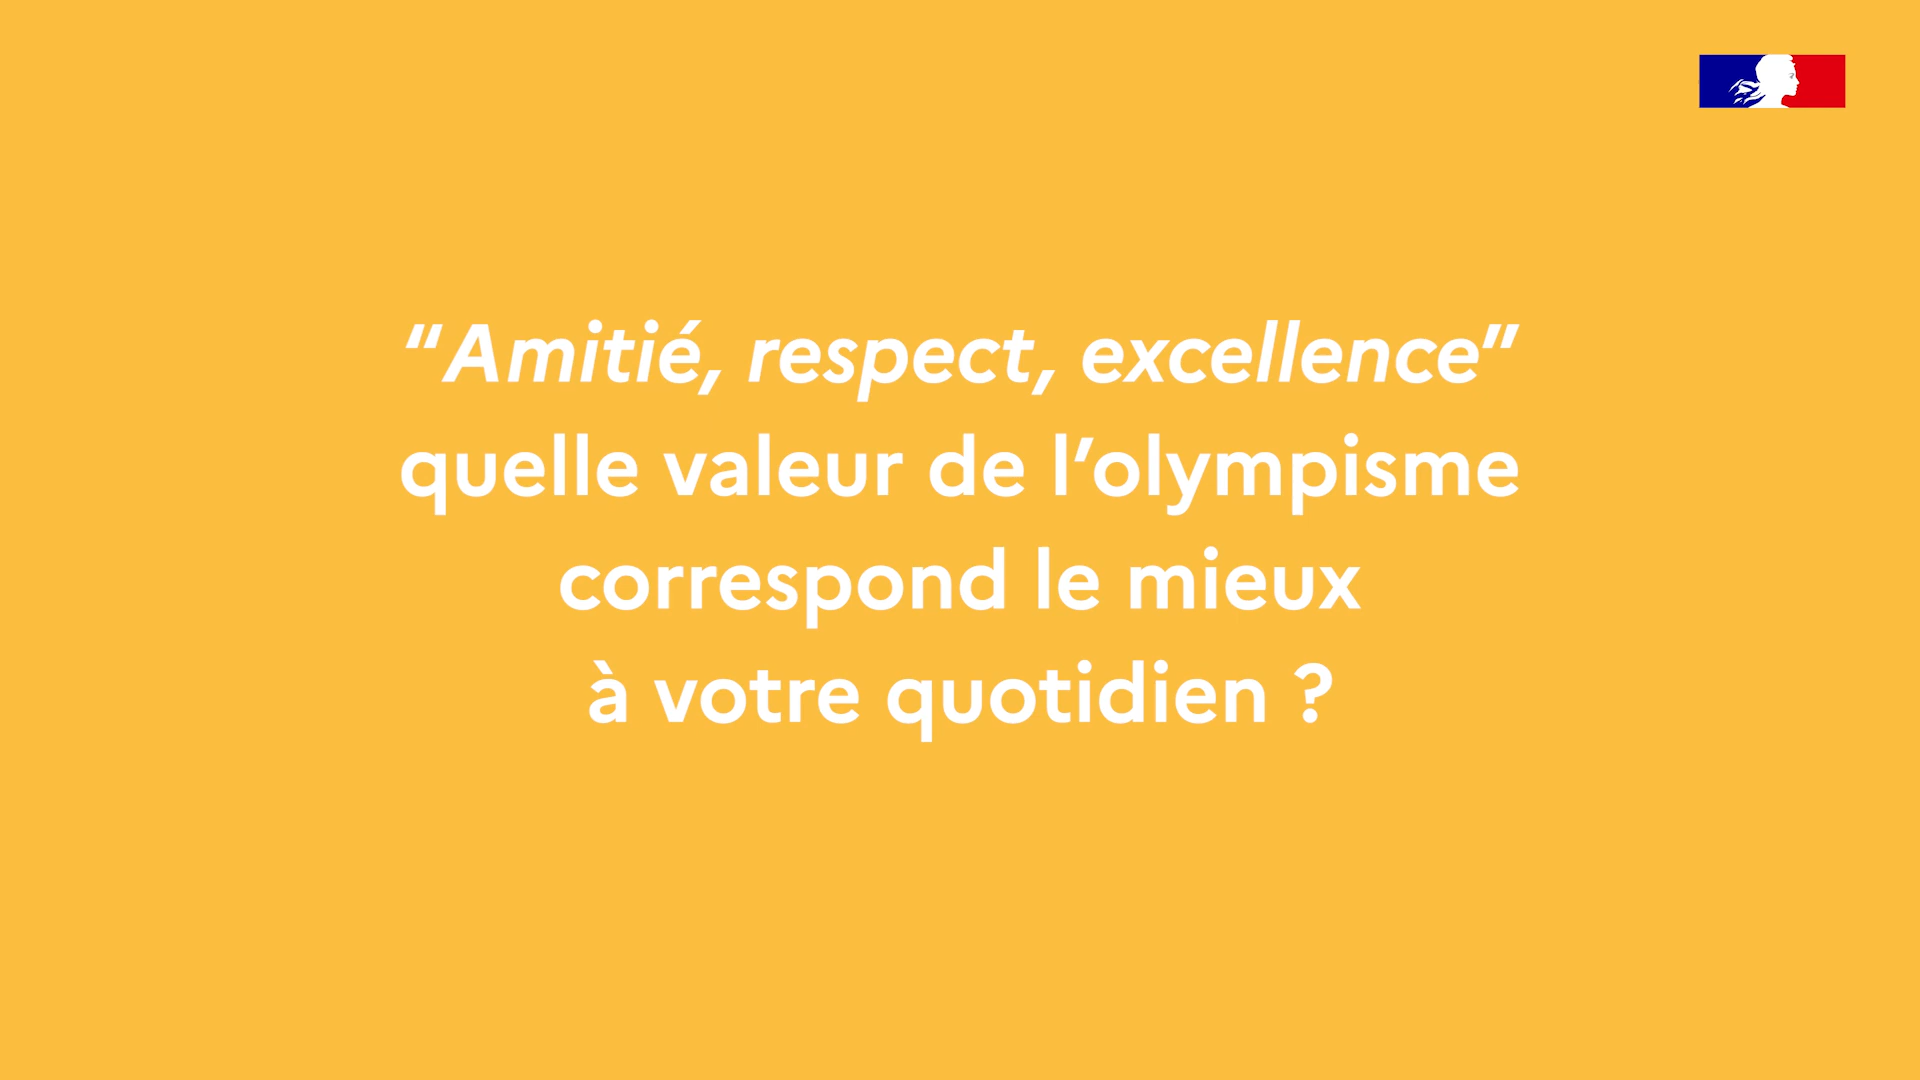 “Amitié, respect, excellence”
quelle valeur de l’olympisme
correspond le mieux
à votre quotidien ?